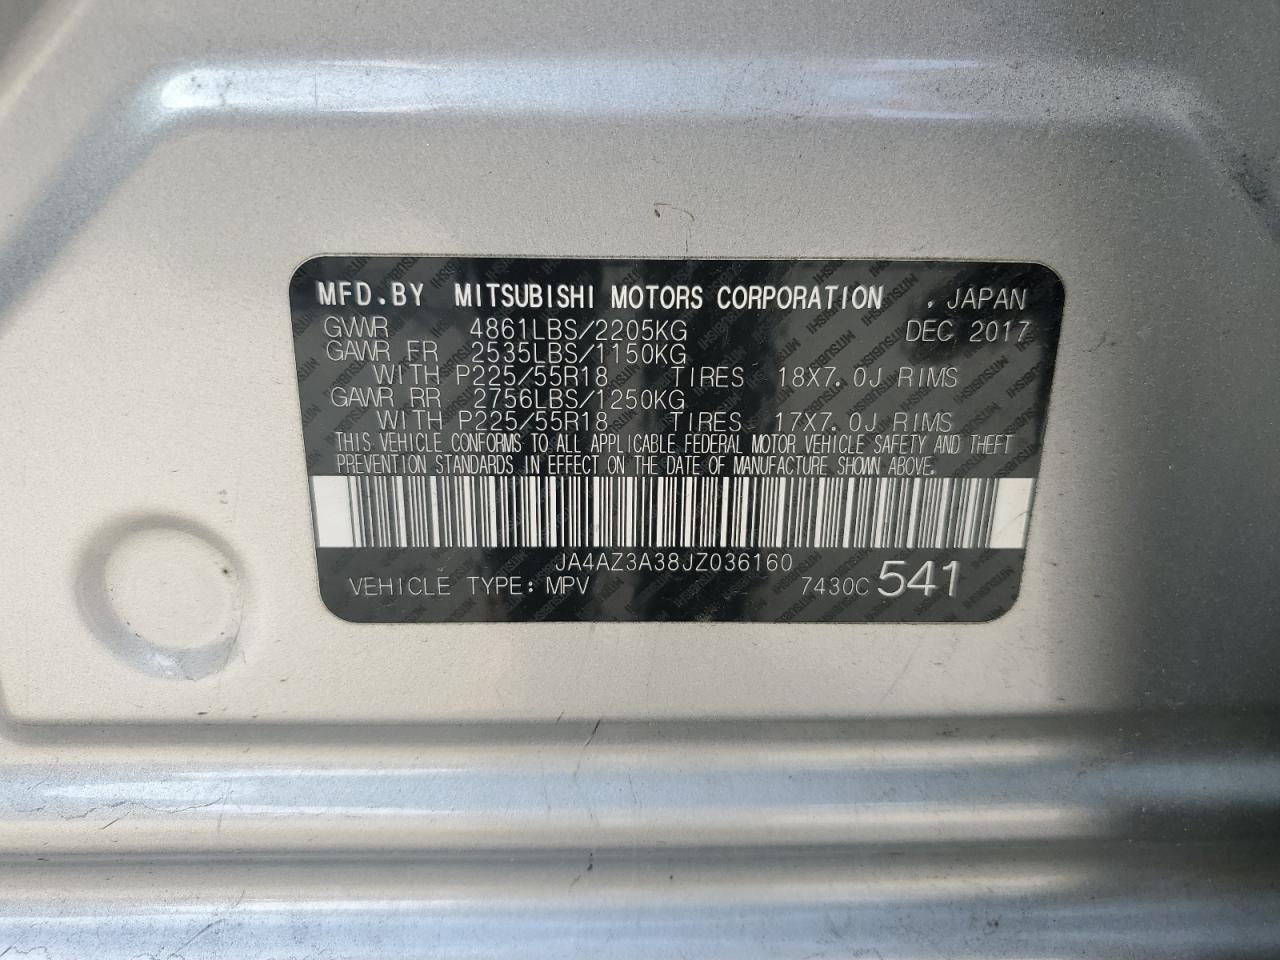 MFD.BY MITSUBISHI MOTORS CORPORATION , JAPAN
GVWR 4861LBS/2205KG DEC 2017
GAWR FR 2535LBS/1150KG
WITH P225/55R18 TIRES 18X7.0J RIMS
GAWR RR 2756LBS/1250KG
WITH P225/55R18 TIRES 17X7.0J RIMS
THIS VEHICLE CONFORMS TO ALL APPLICABLE FEDERAL MOTOR VEHICLE SAFETY AND THEFT
PREVENTION STANDARDS IN EFFECT ON THE DATE OF MANUFACTURE SHOWN ABOVE.
JA4AZ3A38JZ036160
VEHICLE TYPE: MPV 7430C 541